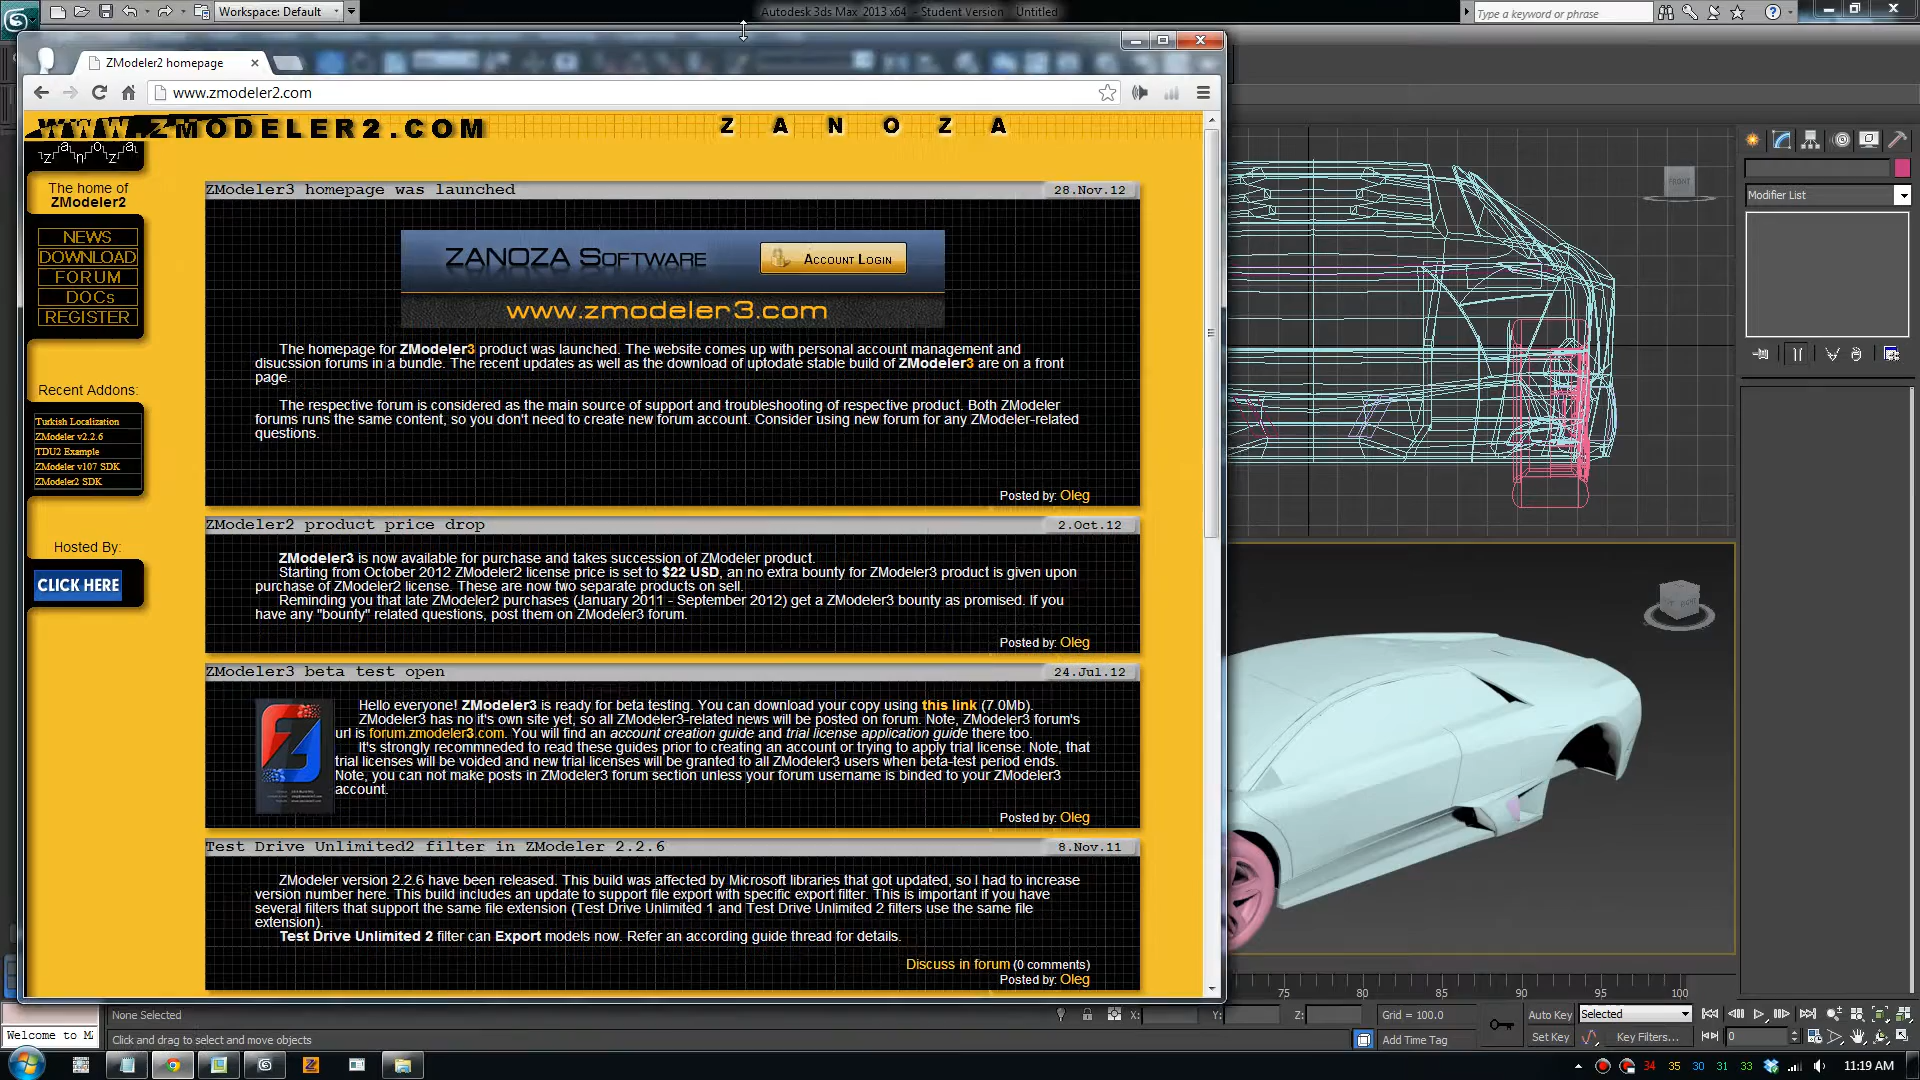 Workspace: Default
Autodesk 3ds Max 2013 x64 - Student Version Untitled
Type a keyword or phrase
ZModeler2 homepage
www.zmodeler2.com
WWW.ZMODELER2.COM
Z A N O Z A
zanoza
The home of
ZModeler2
NEWS
DOWNLOAD
FORUM
DOCs
REGISTER
Recent Addons:
Turkish Localization
ZModeler v2.2.6
TDU2 Example
ZModeler v107 SDK
ZModeler2 SDK
Hosted By:
CLICK HERE
ZModeler3 homepage was launched
28.Nov.12
ZANOZA Software
Account Login
www.zmodeler3.com
The homepage for ZModeler3 product was launched. The website comes up with personal account management and
disucssion forums in a bundle. The recent updates as well as the download of uptodate stable build of ZModeler3 are on a front
page.
The respective forum is considered as the main source of support and troubleshooting of respective product. Both ZModeler
forums runs the same content, so you don't need to create new forum account. Consider using new forum for any ZModeler-related
questions.
Posted by: Oleg
ZModeler2 product price drop
2.Oct.12
ZModeler3 is now available for purchase and takes succession of ZModeler product.
Starting from October 2012 ZModeler2 license price is set to $22 USD, an no extra bounty for ZModeler3 product is given upon
purchase of ZModeler2 license. These are now two separate products on sell.
Reminding you that late ZModeler2 purchases (January 2011 - September 2012) get a ZModeler3 bounty as promised. If you
have any "bounty" related questions, post them on ZModeler3 forum.
Posted by: Oleg
ZModeler3 beta test open
24.Jul.12
Hello everyone! ZModeler3 is ready for beta testing. You can download your copy using this link (7.0Mb).
ZModeler3 has no it's own site yet, so all ZModeler3-related news will be posted on forum. Note, ZModeler3 forum's
url is forum.zmodeler3.com. You will find an account creation guide and trial license application guide there too.
It's strongly recommneded to read these guides prior to creating an account or trying to apply trial license. Note, that
trial licenses will be voided and new trial licenses will be granted to all ZModeler3 users when beta-test period ends.
Note, you can not make posts in ZModeler3 forum section unless your forum username is binded to your ZModeler3
account.
Posted by: Oleg
Test Drive Unlimited2 filter in ZModeler 2.2.6
8.Nov.11
ZModeler version 2.2.6 have been released. This build was affected by Microsoft libraries that got updated, so I had to increase
version number here. This build includes an update to support file export with specific export filter. This is important if you have
several filters that support the same file extension (Test Drive Unlimited 1 and Test Drive Unlimited 2 filters use the same file
extension).
Test Drive Unlimited 2 filter can Export models now. Refer an according guide thread for details.
Discuss in forum (0 comments)
Posted by: Oleg
FRONT
Modifier List
75 80 85 90 95 100
None Selected
X:
Y:
Z:
Grid = 100.0
Auto Key
Selected
Welcome to M
Click and drag to select and move objects
Add Time Tag
Set Key
Key Filters...
0
34 35 30 31 33
11:19 AM